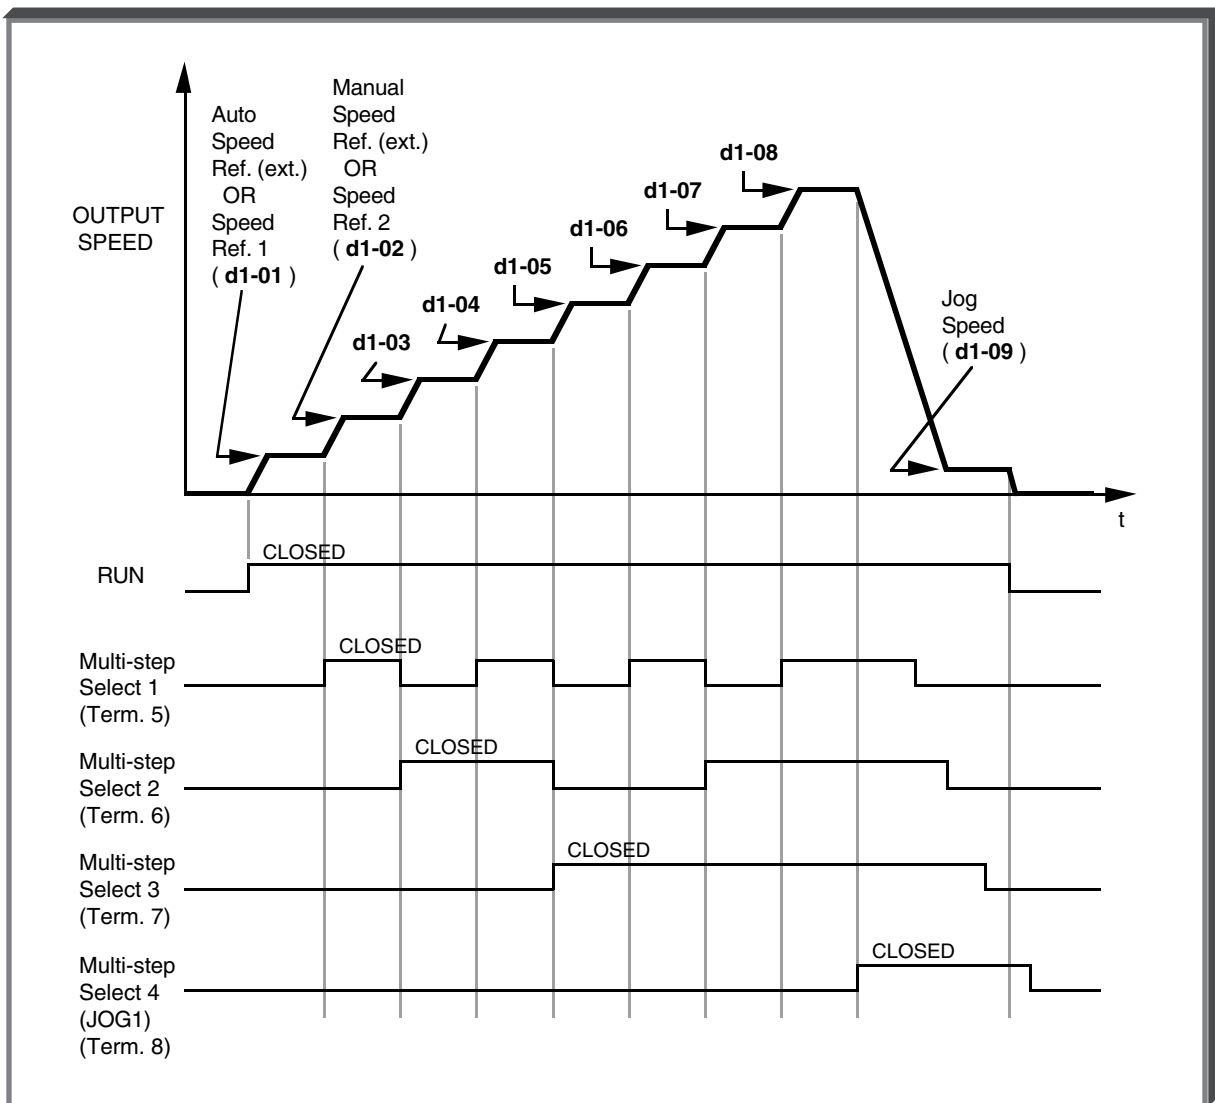 Auto
Speed
Ref. (ext.)
OR
Speed
Ref. 1
( d1-01 )
Manual
Speed
Ref. (ext.)
OR
Speed
Ref. 2
( d1-02 )
d1-03
d1-04
d1-05
d1-06
d1-07
d1-08
OUTPUT
SPEED
Jog
Speed
( d1-09 )
t
RUN
CLOSED
Multi-step
Select 1
(Term. 5)
CLOSED
Multi-step
Select 2
(Term. 6)
CLOSED
Multi-step
Select 3
(Term. 7)
CLOSED
Multi-step
Select 4
(JOG1)
(Term. 8)
CLOSED